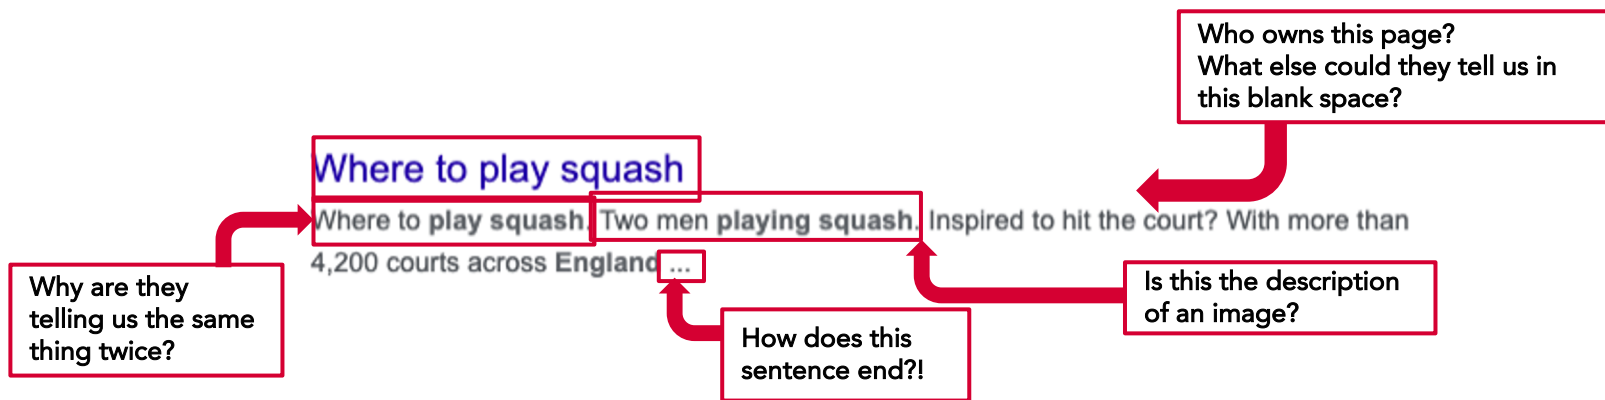 Who owns this page?
What else could they tell us in
this blank space?
Where to play squash
Where to play squash. Two men playing squash. Inspired to hit the court? With more than
4,200 courts across England ...
Why are they
telling us the same
thing twice?
Is this the description
of an image?
How does this
sentence end?!